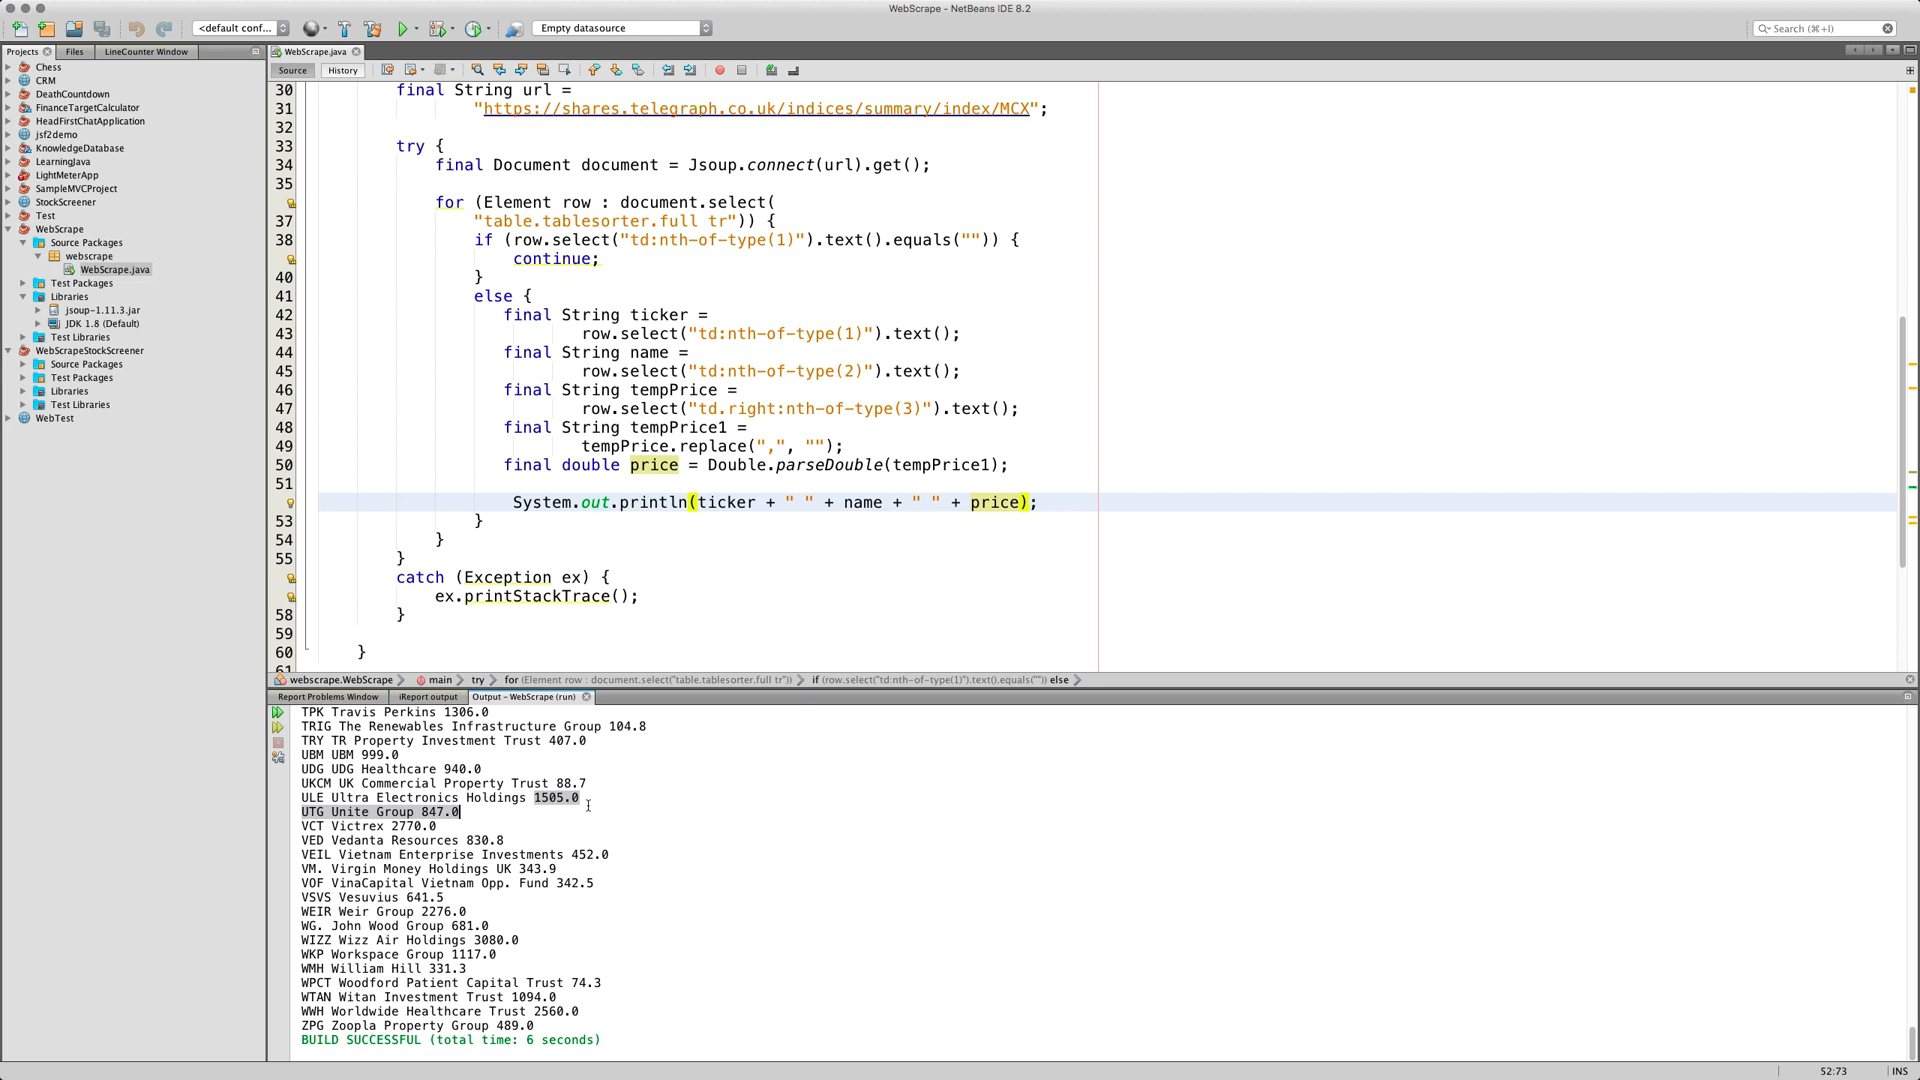 WebScrape - NetBeans IDE 8.2
<default conf...
Empty datasource
Search (⌘+I)
Projects
Files
LineCounter Window
WebScrape.java
Source
History
Chess
CRM
DeathCountdown
FinanceTargetCalculator
HeadFirstChatApplication
jsf2demo
KnowledgeDatabase
LearningJava
LightMeterApp
SampleMVCProject
StockScreener
Test
WebScrape
Source Packages
webscrape
WebScrape.java
Test Packages
Libraries
jsoup-1.11.3.jar
JDK 1.8 (Default)
Test Libraries
WebScrapeStockScreener
Source Packages
Test Packages
Libraries
Test Libraries
WebTest
30 final String url =
31 "https://shares.telegraph.co.uk/indices/summary/index/MCX";
32
33 try {
34 final Document document = Jsoup.connect(url).get();
35
for (Element row : document.select(
37 "table.tablesorter.full tr")) {
38 if (row.select("td:nth-of-type(1)").text().equals("")) {
continue;
40 }
41 else {
42 final String ticker =
43 row.select("td:nth-of-type(1)").text();
44 final String name =
45 row.select("td:nth-of-type(2)").text();
46 final String tempPrice =
47 row.select("td.right:nth-of-type(3)").text();
48 final String tempPrice1 =
49 tempPrice.replace(",", "");
50 final double price = Double.parseDouble(tempPrice1);
51
System.out.println(ticker + " " + name + " " + price);
53 }
54 }
55 }
catch (Exception ex) {
ex.printStackTrace();
58 }
59
60 }
61
webscrape.WebScrape > main > try > for (Element row : document.select("table.tablesorter.full tr")) > if (row.select("td:nth-of-type(1)").text().equals("")) else >
Report Problems Window
iReport output
Output - WebScrape (run)
TPK Travis Perkins 1306.0
TRIG The Renewables Infrastructure Group 104.8
TRY TR Property Investment Trust 407.0
UBM UBM 999.0
UDG UDG Healthcare 940.0
UKCM UK Commercial Property Trust 88.7
ULE Ultra Electronics Holdings 1505.0
UTG Unite Group 847.0
VCT Victrex 2770.0
VED Vedanta Resources 830.8
VEIL Vietnam Enterprise Investments 452.0
VM. Virgin Money Holdings UK 343.9
VOF VinaCapital Vietnam Opp. Fund 342.5
VSVS Vesuvius 641.5
WEIR Weir Group 2276.0
WG. John Wood Group 681.0
WIZZ Wizz Air Holdings 3080.0
WKP Workspace Group 1117.0
WMH William Hill 331.3
WPCT Woodford Patient Capital Trust 74.3
WTAN Witan Investment Trust 1094.0
WWH Worldwide Healthcare Trust 2560.0
ZPG Zoopla Property Group 489.0
BUILD SUCCESSFUL (total time: 6 seconds)
52:73
INS